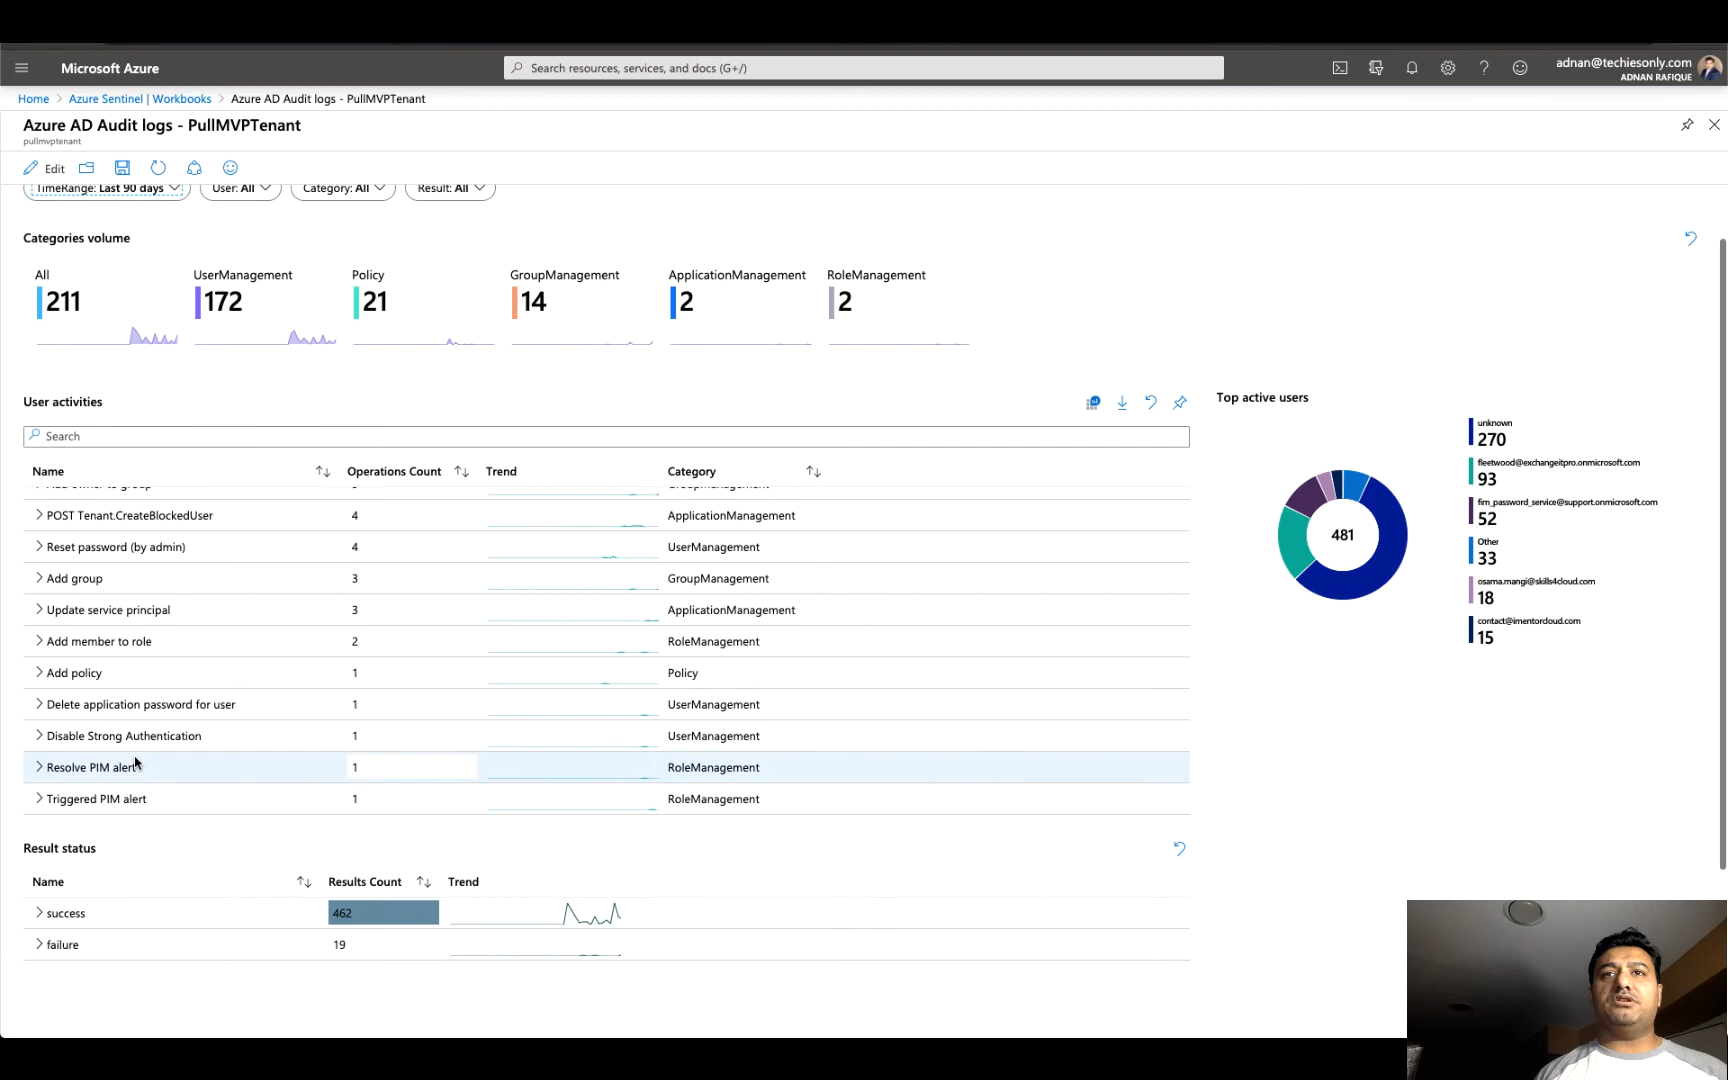 Microsoft Azure
Search resources, services, and docs (G+/)
adnan@techiesonly.com
ADNAN RAFIQUE
Home > Azure Sentinel | Workbooks > Azure AD Audit logs - PullMVPTenant
Azure AD Audit logs - PullMVPTenant
pullmvptenant
Edit
TimeRange: Last 90 days User: All Category: All Result: All
Categories volume
All UserManagement Policy GroupManagement ApplicationManagement RoleManagement
211 172 21 14 2 2
User activities
Search
Name Operations Count Trend Category
Add owner to group GroupManagement
POST Tenant.CreateBlockedUser 4 ApplicationManagement
Reset password (by admin) 4 UserManagement
Add group 3 GroupManagement
Update service principal 3 ApplicationManagement
Add member to role 2 RoleManagement
Add policy 1 Policy
Delete application password for user 1 UserManagement
Disable Strong Authentication 1 UserManagement
Resolve PIM alert 1 RoleManagement
Triggered PIM alert 1 RoleManagement
Top active users
481
unknown
270
fleetwood@exchangeitpro.onmicrosoft.com
93
fim_password_service@support.onmicrosoft.com
52
Other
33
osama.mangi@skills4cloud.com
18
contact@imentorcloud.com
15
Result status
Name Results Count Trend
success 462
failure 19